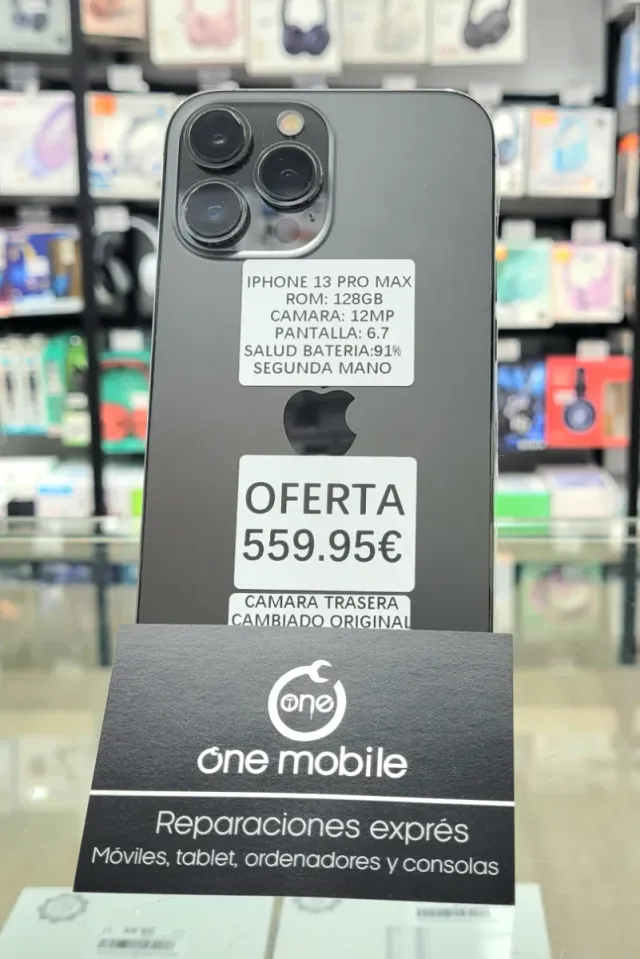 IPHONE 13 PRO MAX
ROM: 128GB
CAMARA: 12MP
PANTALLA: 6.7
SALUD BATERIA:91%
SEGUNDA MANO
OFERTA
559.95€
CAMARA TRASERA
CAMBIADO ORIGINAL
one
one mobile
Reparaciones exprés
Móviles, tablet, ordenadores y consolas